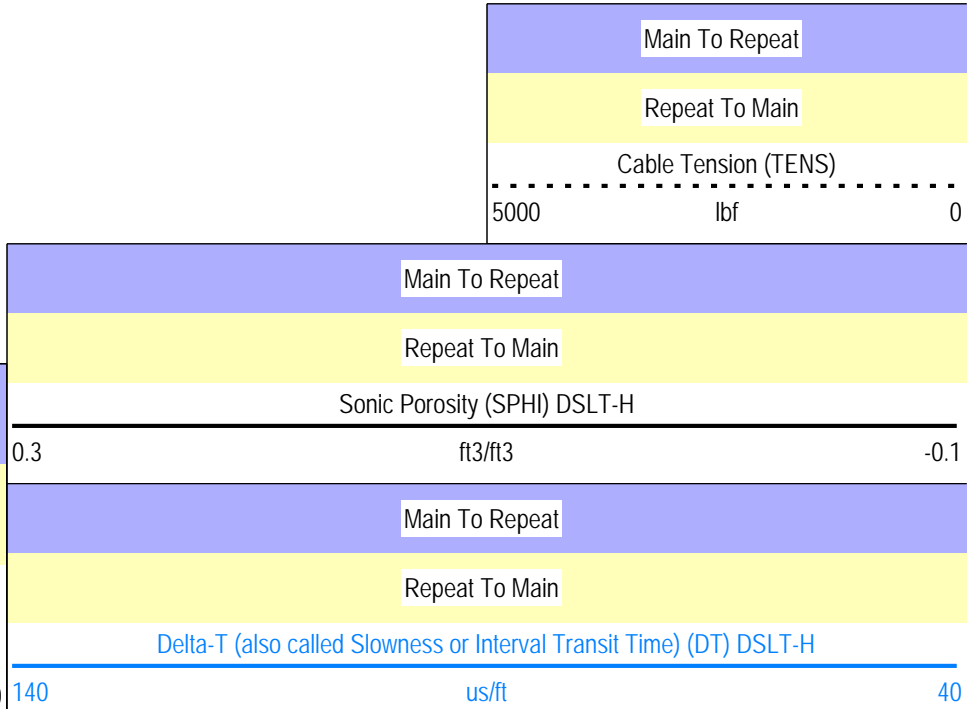 Main To Repeat
Repeat To Main
Cable Tension (TENS)
5000 lbf 0
Main To Repeat
Repeat To Main
Sonic Porosity (SPHI) DSLT-H
0.3 ft3/ft3 -0.1
Main To Repeat
Repeat To Main
Delta-T (also called Slowness or Interval Transit Time) (DT) DSLT-H
140 us/ft 40